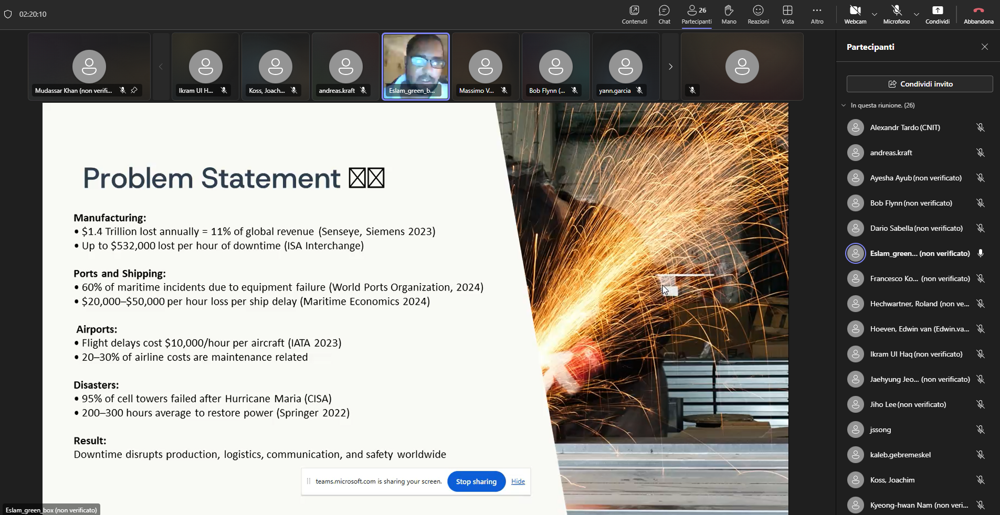 02:20:10
Contenuti
Chat
26
Partecipanti
Mano
Reazioni
Vista
Altro
Webcam
Microfono
Condividi
Abbandona
Mudassar Khan (non verifi...
Ikram Ul H...
Koss, Joach...
andreas.kraft
Eslam_green_b...
Massimo V...
Bob Flynn (...
yann.garcia
Problem Statement
Manufacturing:
• $1.4 Trillion lost annually = 11% of global revenue (Senseye, Siemens 2023)
• Up to $532,000 lost per hour of downtime (ISA Interchange)
Ports and Shipping:
• 60% of maritime incidents due to equipment failure (World Ports Organization, 2024)
• $20,000–$50,000 per hour loss per ship delay (Maritime Economics 2024)
Airports:
• Flight delays cost $10,000/hour per aircraft (IATA 2023)
• 20–30% of airline costs are maintenance related
Disasters:
• 95% of cell towers failed after Hurricane Maria (CISA)
• 200–300 hours average to restore power (Springer 2022)
Result:
Downtime disrupts production, logistics, communication, and safety worldwide
teams.microsoft.com is sharing your screen.
Stop sharing
Hide
Eslam_green_box (non verificato)
Partecipanti
Condividi invito
In questa riunione. (26)
Alexandr Tardo (CNIT)
andreas.kraft
Ayesha Ayub (non verificato)
Bob Flynn (non verificato)
Dario Sabella (non verificato)
Eslam_green... (non verificato)
Francesco Ko... (non verificato)
Hechwartner, Roland (non ve...
Hoeven, Edwin van (Edwin.va...
Ikram Ul Haq (non verificato)
Jaehyung Jeo... (non verificato)
Jiho Lee (non verificato)
jssong
kaleb.gebremeskel
Koss, Joachim
Kyeong-hwan Nam (non veri...